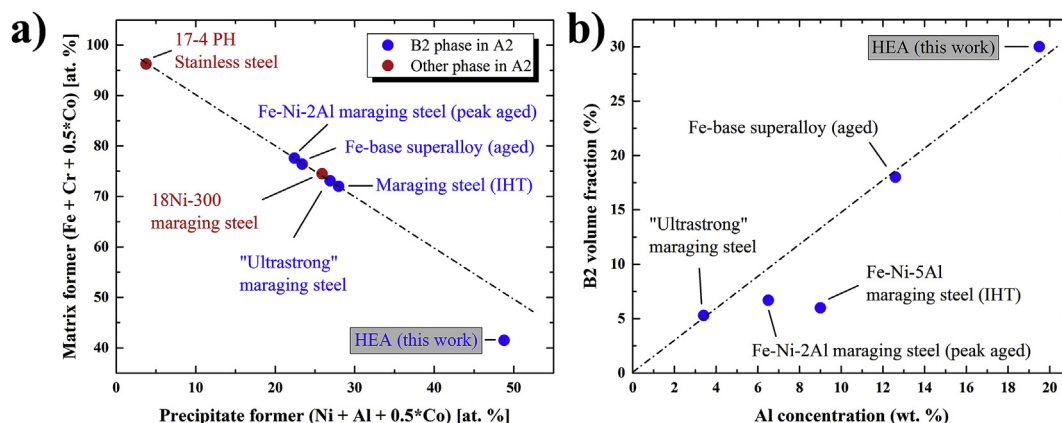 a)
17-4 PH
Stainless steel
B2 phase in A2
Other phase in A2
Fe-Ni-2Al maraging steel (peak aged)
Fe-base superalloy (aged)
Maraging steel (IHT)
18Ni-300
maraging steel
"Ultrastrong"
maraging steel
HEA (this work)
Matrix former (Fe + Cr + 0.5*Co) [at. %]
100
90
80
70
60
50
40
0
10
20
30
40
50
Precipitate former (Ni + Al + 0.5*Co) [at. %]
b)
HEA (this work)
Fe-base superalloy (aged)
"Ultrastrong"
maraging steel
Fe-Ni-5Al
maraging steel (IHT)
Fe-Ni-2Al maraging steel (peak aged)
B2 volume fraction (%)
30
25
20
15
10
5
0
0
2
4
6
8
10
12
14
16
18
20
Al concentration (wt. %)